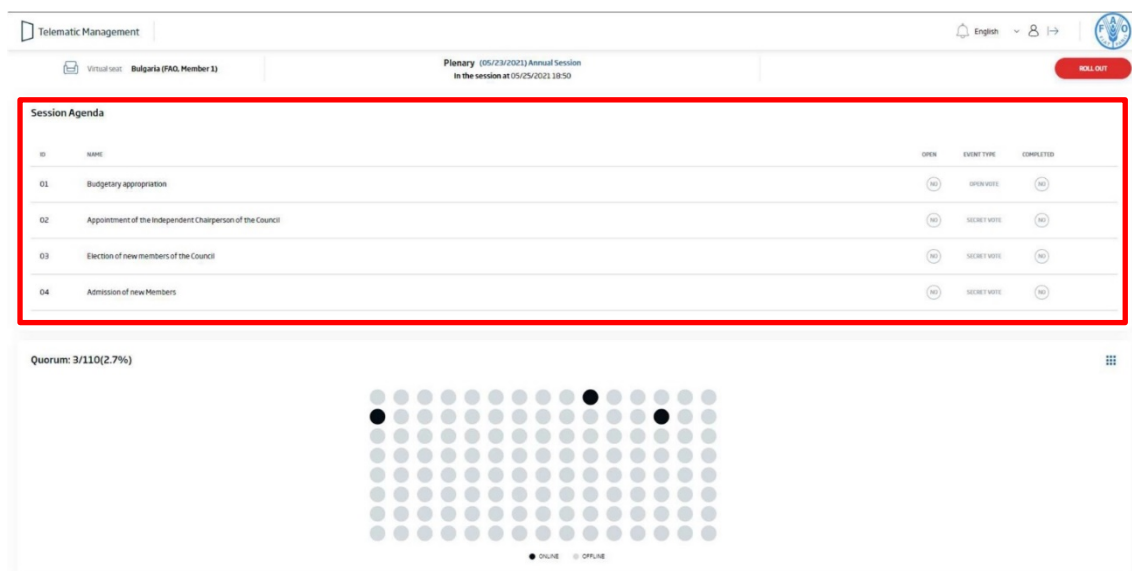 Telematic Management
English
FAO
Virtual seat Bulgaria (FAO, Member 1)
Plenary (05/23/2021) Annual Session
In the session at 05/25/2021 18:50
ROLL OUT
Session Agenda
ID NAME OPEN EVENT TYPE COMPLETED
01 Budgetary appropriation NO OPEN VOTE NO
02 Appointment of the Independent Chairperson of the Council NO SECRET VOTE NO
03 Election of new members of the Council NO SECRET VOTE NO
04 Admission of new Members NO SECRET VOTE NO
Quorum: 3/110(2.7%)
ONLINE OFFLINE